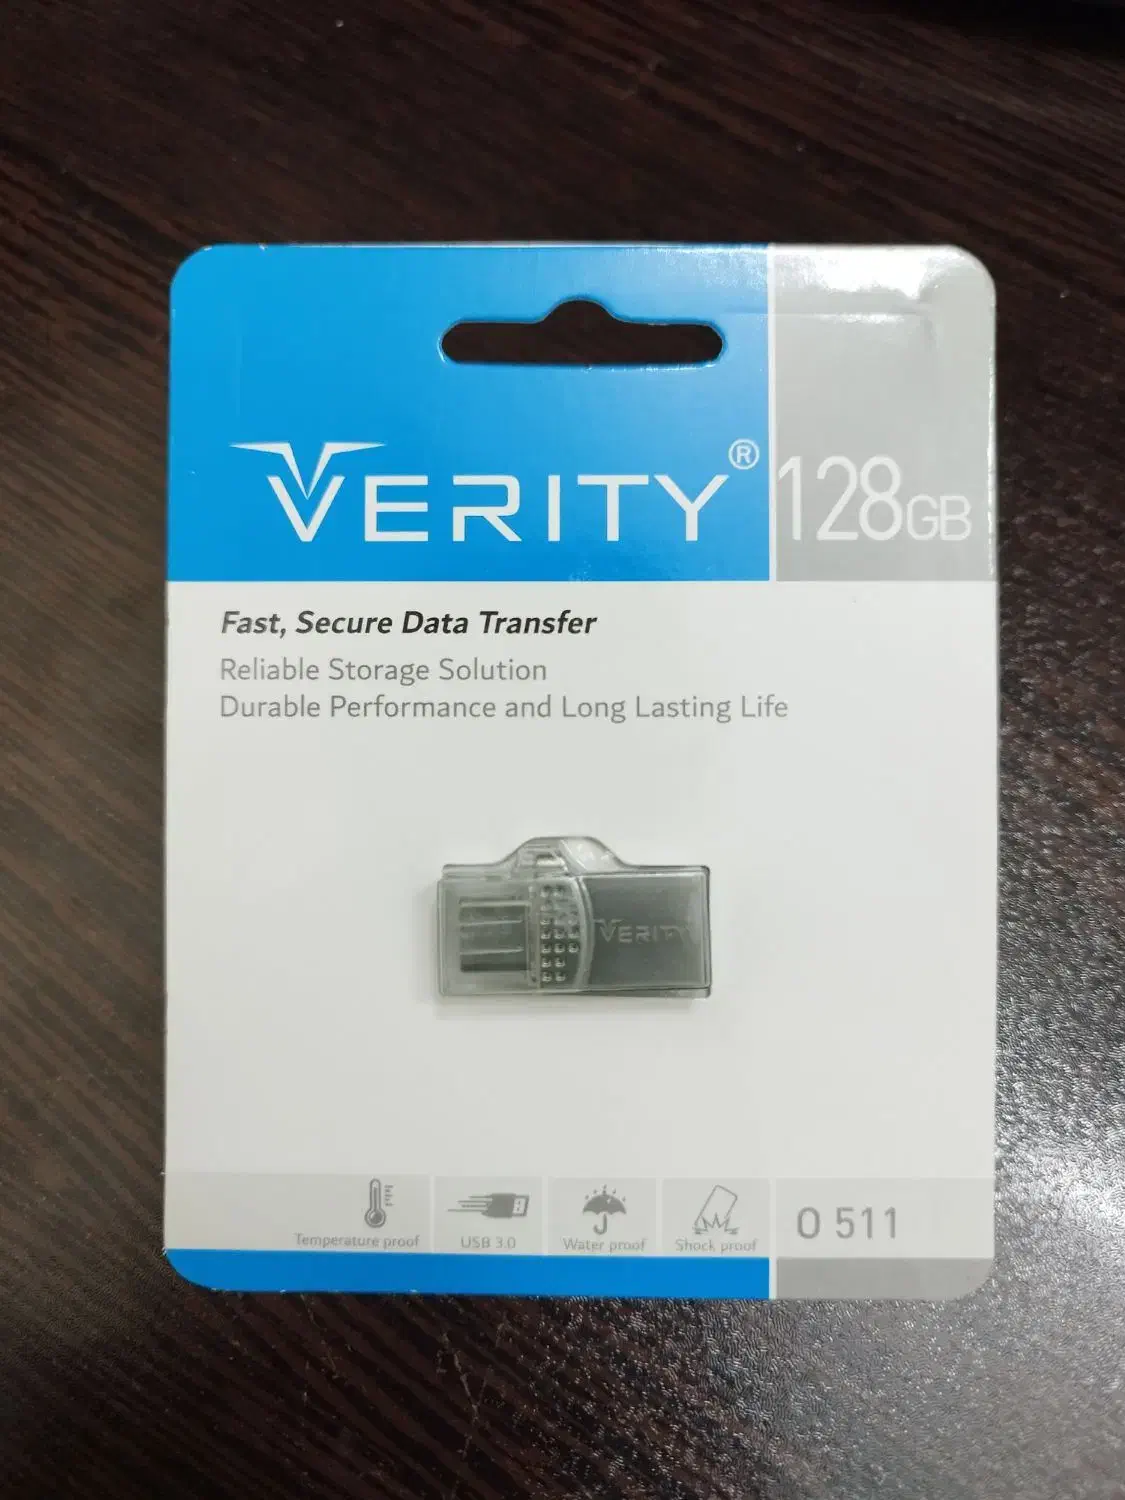 VERITY®
128GB
Fast, Secure Data Transfer
Reliable Storage Solution
Durable Performance and Long Lasting Life
VERITY
Temperature proof
USB 3.0
Water proof
Shock proof
O 511